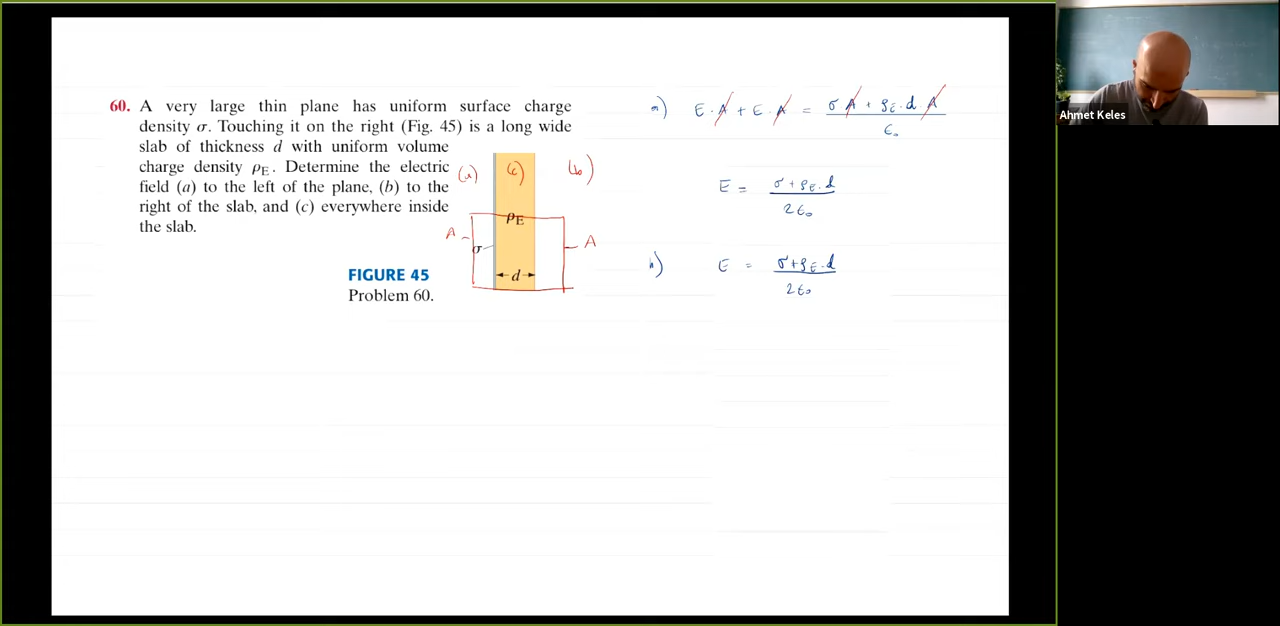 60. A very large thin plane has uniform surface charge
density σ. Touching it on the right (Fig. 45) is a long wide
slab of thickness d with uniform volume
charge density ρE. Determine the electric
field (a) to the left of the plane, (b) to the
right of the slab, and (c) everywhere inside
the slab.
FIGURE 45
Problem 60.
(a) (c) (b)
ρE
A
σ
A
d
a) E·A + E·A = σA + ρE·d A
ε₀
E = σ + ρE·d
2ε₀
b) E = σ + ρE·d
2ε₀
Ahmet Keles